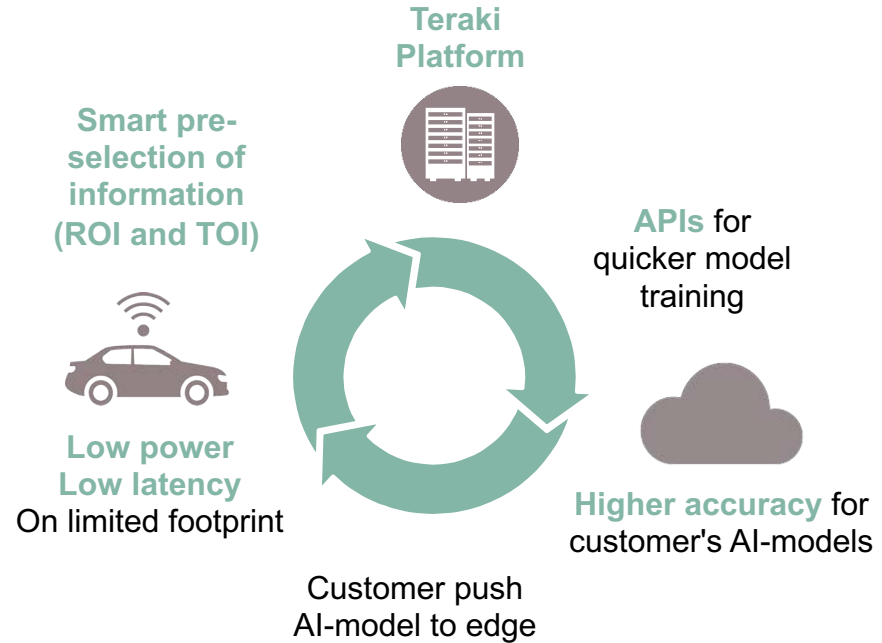 Teraki
Platform
Smart pre-
selection of
information
(ROI and TOI)
APIs for
quicker model
training
Low power
Low latency
On limited footprint
Higher accuracy for
customer's AI-models
Customer push
AI-model to edge